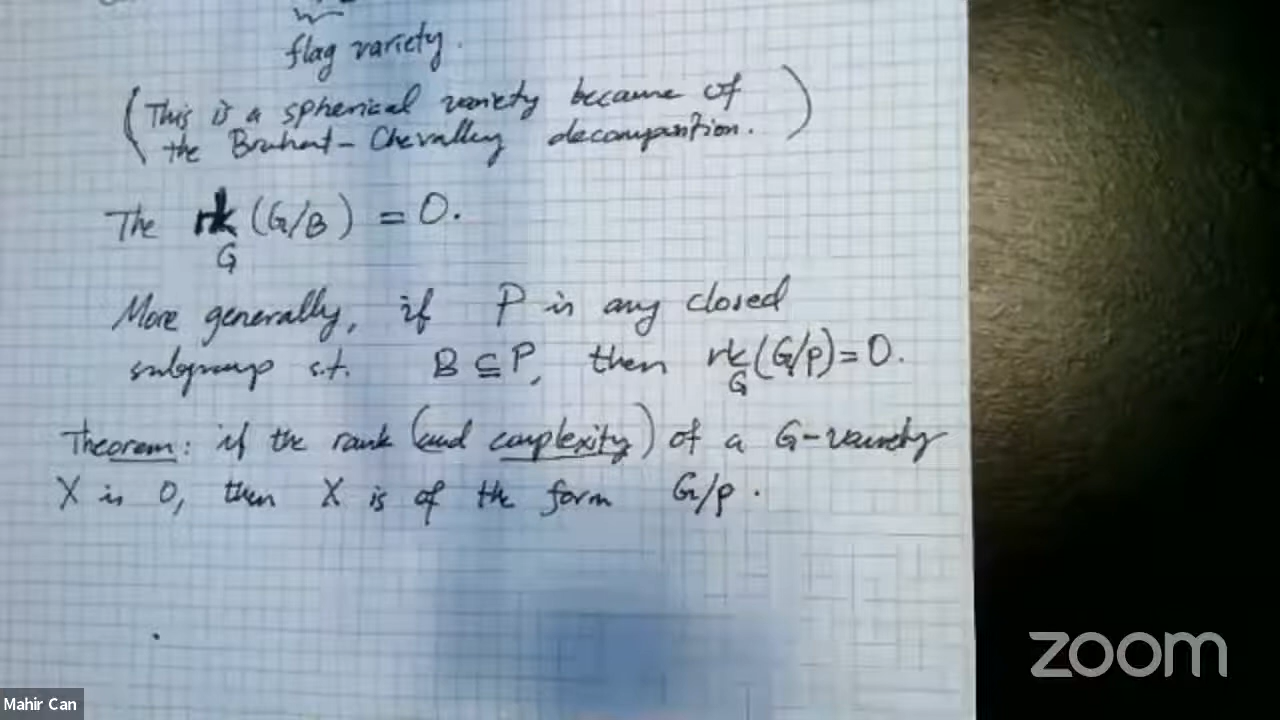 flag variety.
(This is a spherical variety because of
the Bruhat - Chevalley decomposition.)
The rk_G (G/B) = 0.
More generally, if P is any closed
subgroup s.t. B ⊆ P, then rk_G (G/P) = 0.
Theorem: if the rank (and complexity) of a G-variety
X is 0, then X is of the form G/P.
zoom
Mahir Can